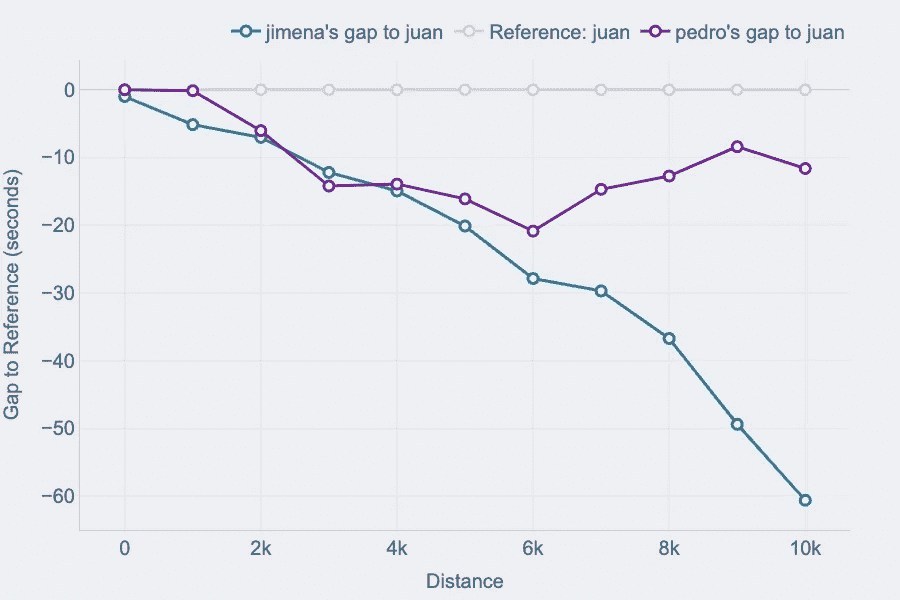 jimena's gap to juan Reference: juan pedro's gap to juan
0
−10
−20
−30
−40
−50
−60
Gap to Reference (seconds)
0 2k 4k 6k 8k 10k
Distance